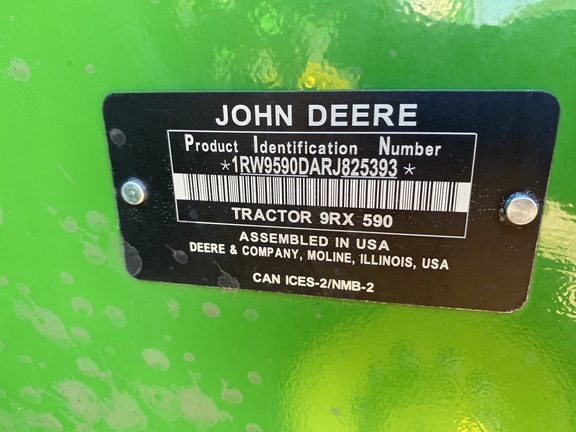 JOHN DEERE
Product Identification Number
*1RW9590DARJ825393*
TRACTOR 9RX 590
ASSEMBLED IN USA
DEERE & COMPANY, MOLINE, ILLINOIS, USA
CAN ICES-2/NMB-2